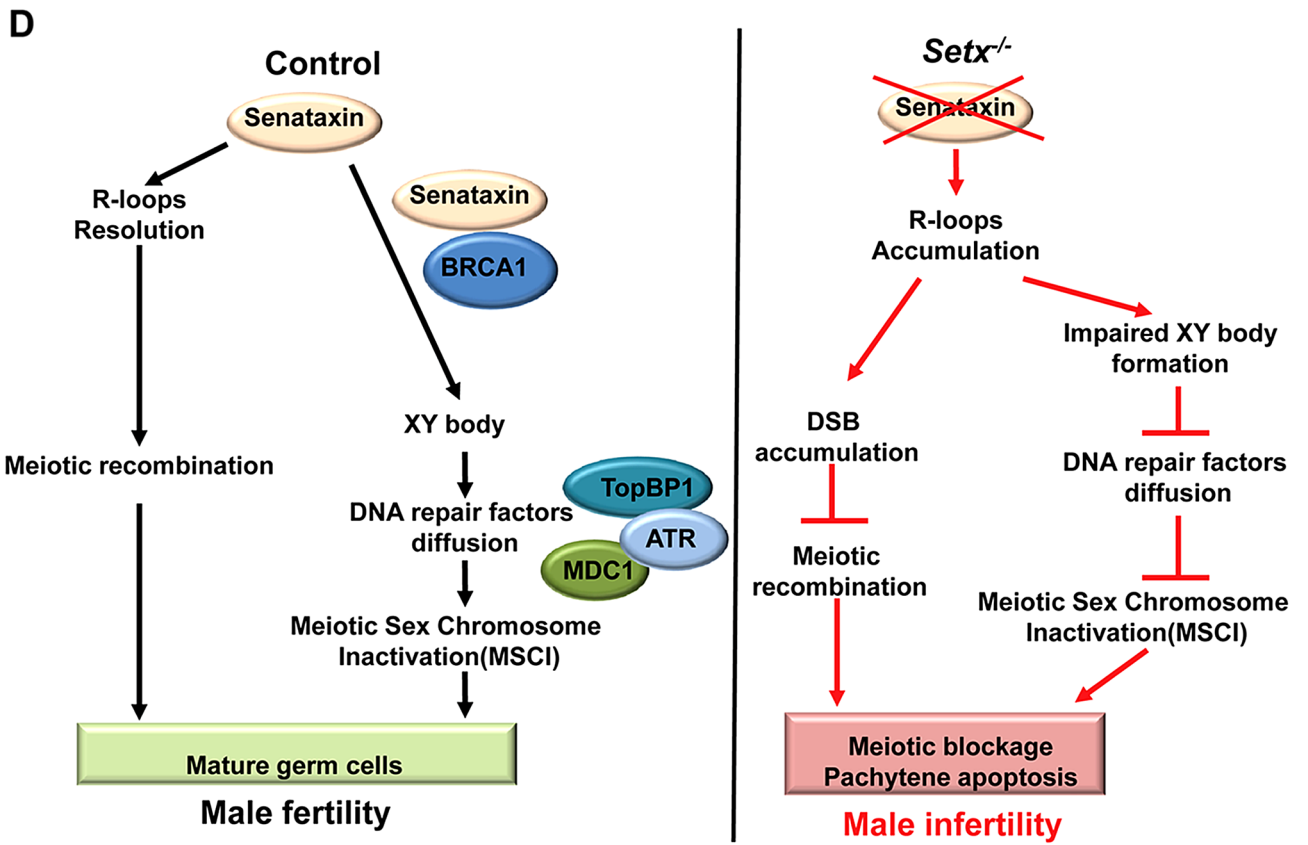 D
Control
Senataxin
R-loops
Resolution
Senataxin
BRCA1
Meiotic recombination
XY body
DNA repair factors
diffusion
TopBP1
ATR
MDC1
Meiotic Sex Chromosome
Inactivation(MSCI)
Mature germ cells
Male fertility
Setx-/-
Senataxin
R-loops
Accumulation
DSB
accumulation
Meiotic
recombination
Impaired XY body
formation
DNA repair factors
diffusion
Meiotic Sex Chromosome
Inactivation(MSCI)
Meiotic blockage
Pachytene apoptosis
Male infertility